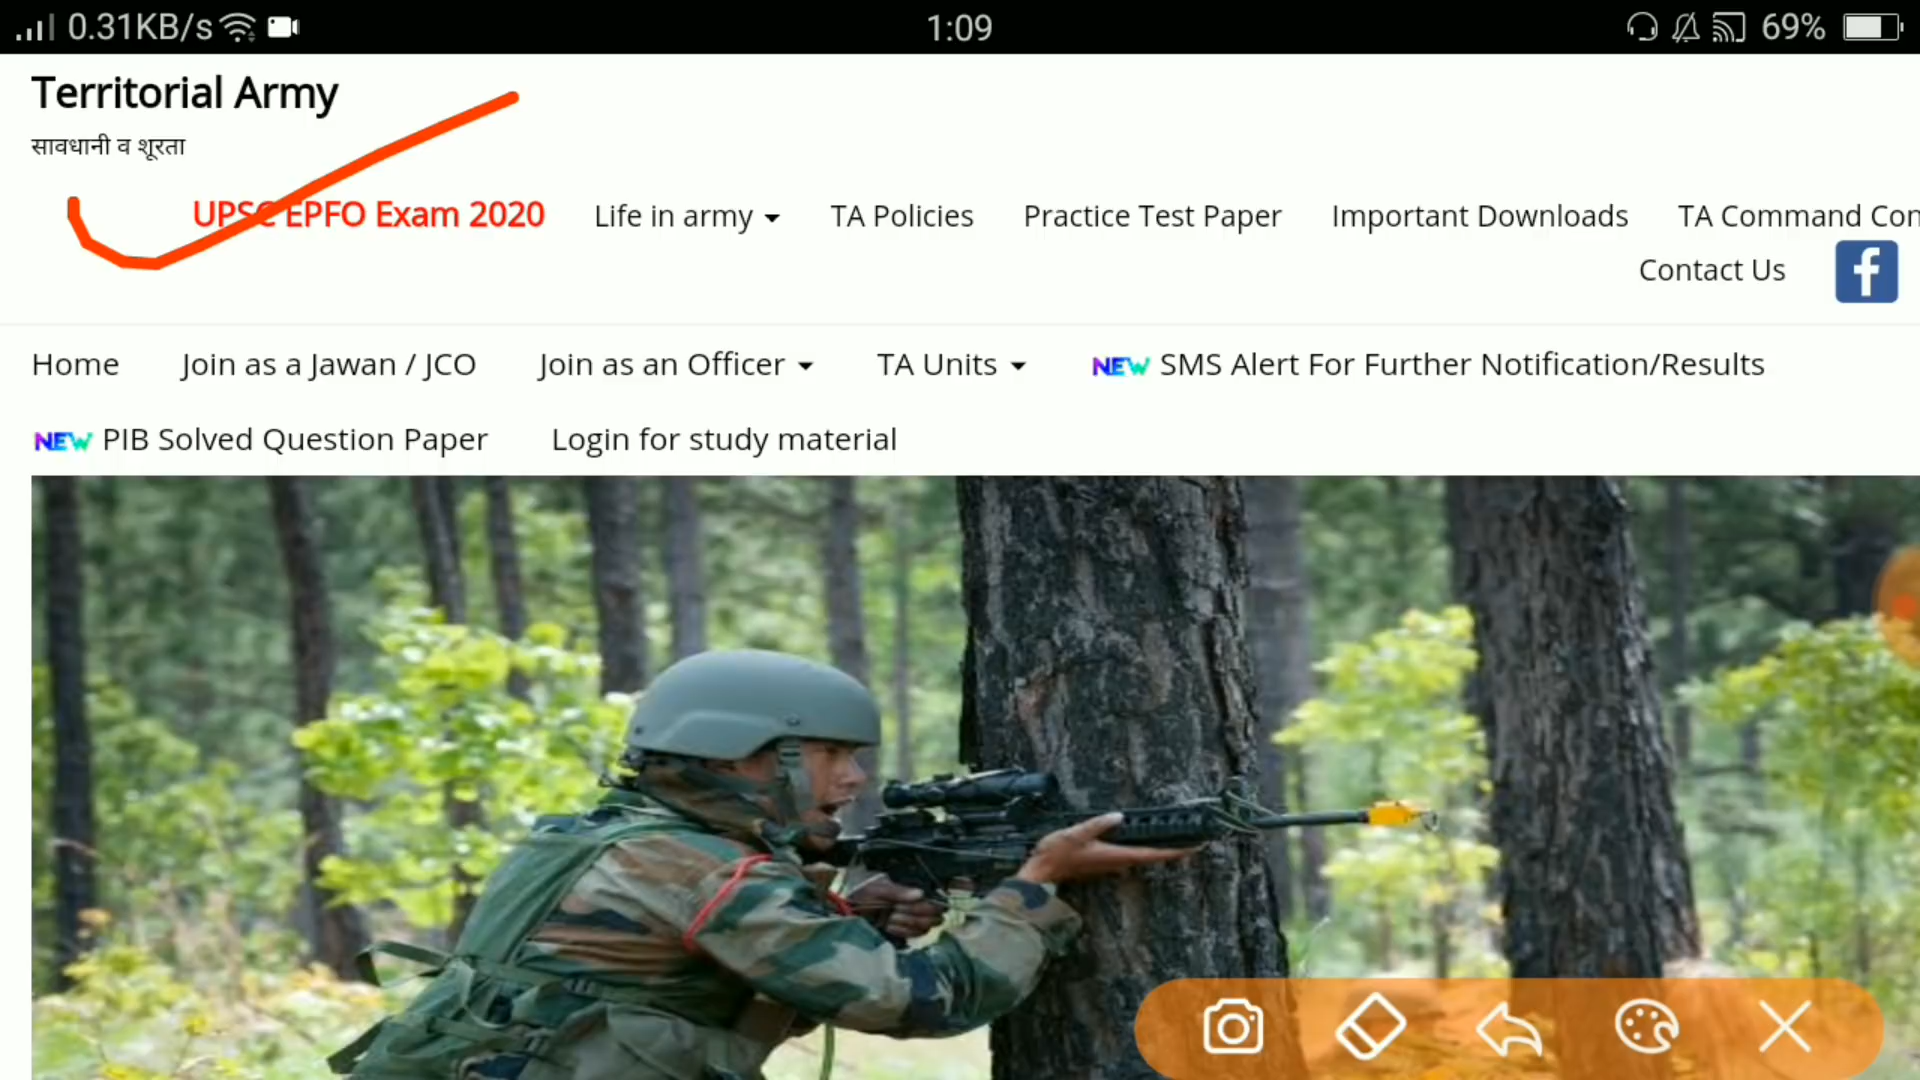 0.31KB/s 1:09 69%
Territorial Army
सावधानी व शूरता
UPSC EPFO Exam 2020 Life in army TA Policies Practice Test Paper Important Downloads TA Command Con
Contact Us
Home Join as a Jawan / JCO Join as an Officer TA Units NEW SMS Alert For Further Notification/Results
NEW PIB Solved Question Paper Login for study material